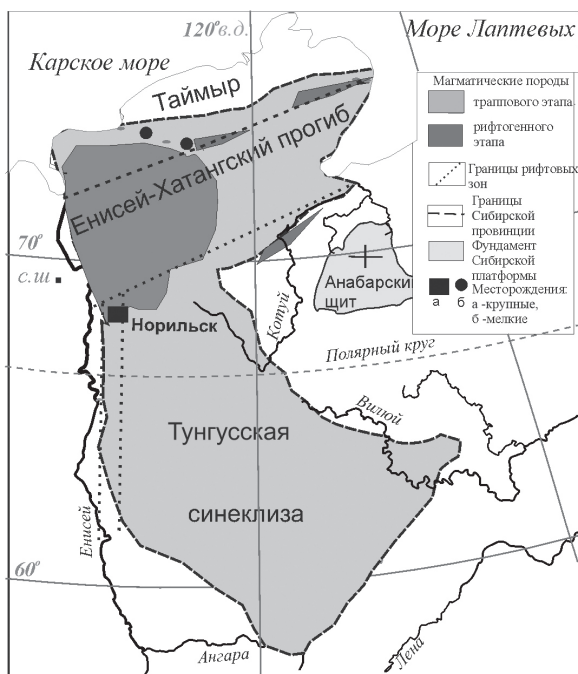 120°в.д.
Море Лаптевых
Карское море
Таймыр
Енисей-Хатангский прогиб
Магматические породы
траппового этапа
рифтогенного
этапа
Границы рифтовых
зон
Границы
Сибирской
провинции
Фундамент
Сибирской
платформы
Месторождения:
а б
а -крупные,
б -мелкие
70°
с.ш.
Анабарски
щит
Котуй
Норильск
Полярный круг
Вилюй
Тунгусская
синеклиза
Енисей
60°
Ангара
Лена